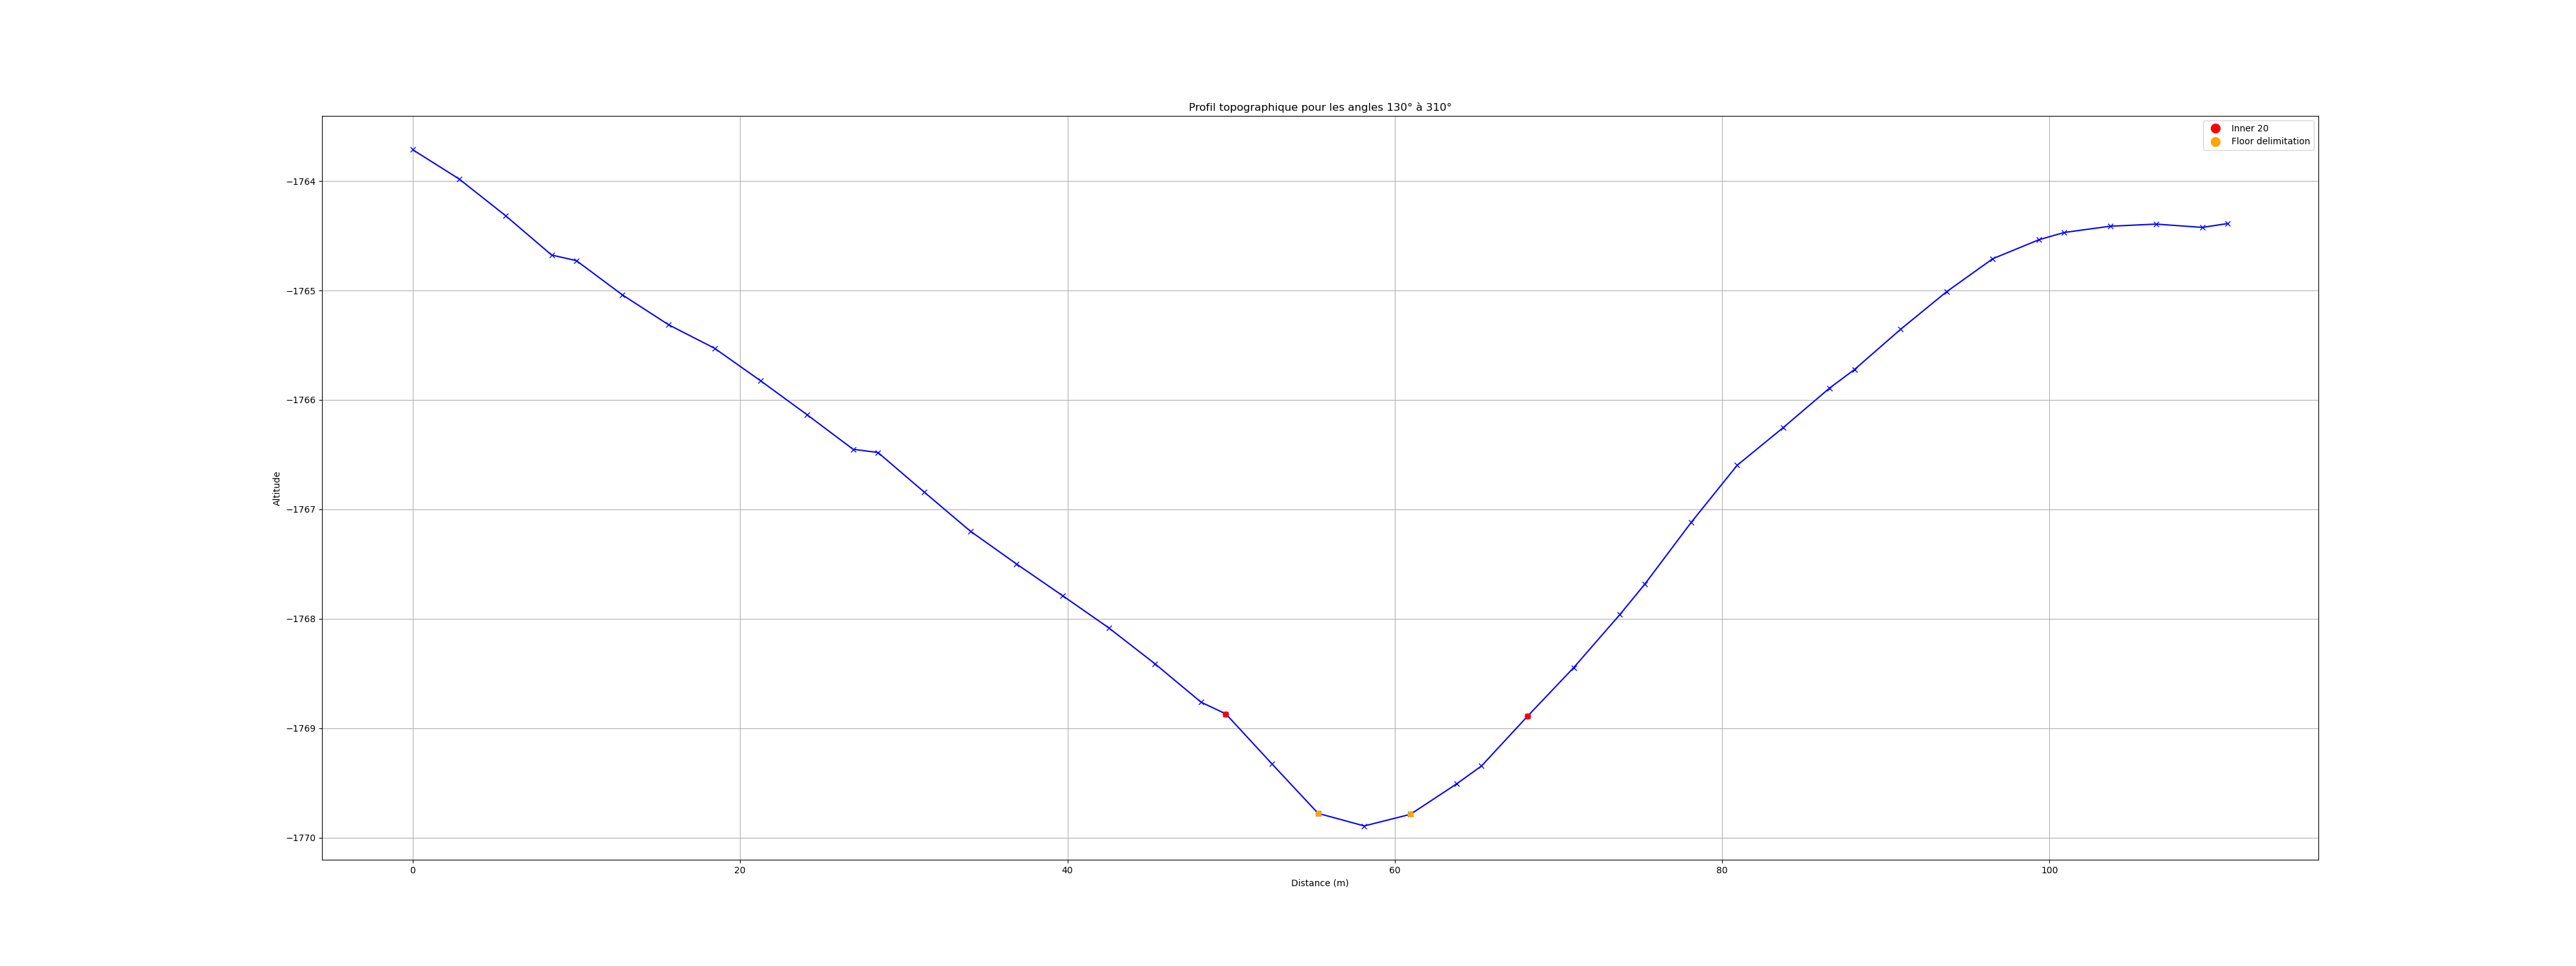 Profil topographique pour les angles 130° à 310°
Inner 20
Floor delimitation
−1764
−1765
−1766
−1767
−1768
−1769
−1770
Altitude
0 20 40 60 80 100
Distance (m)